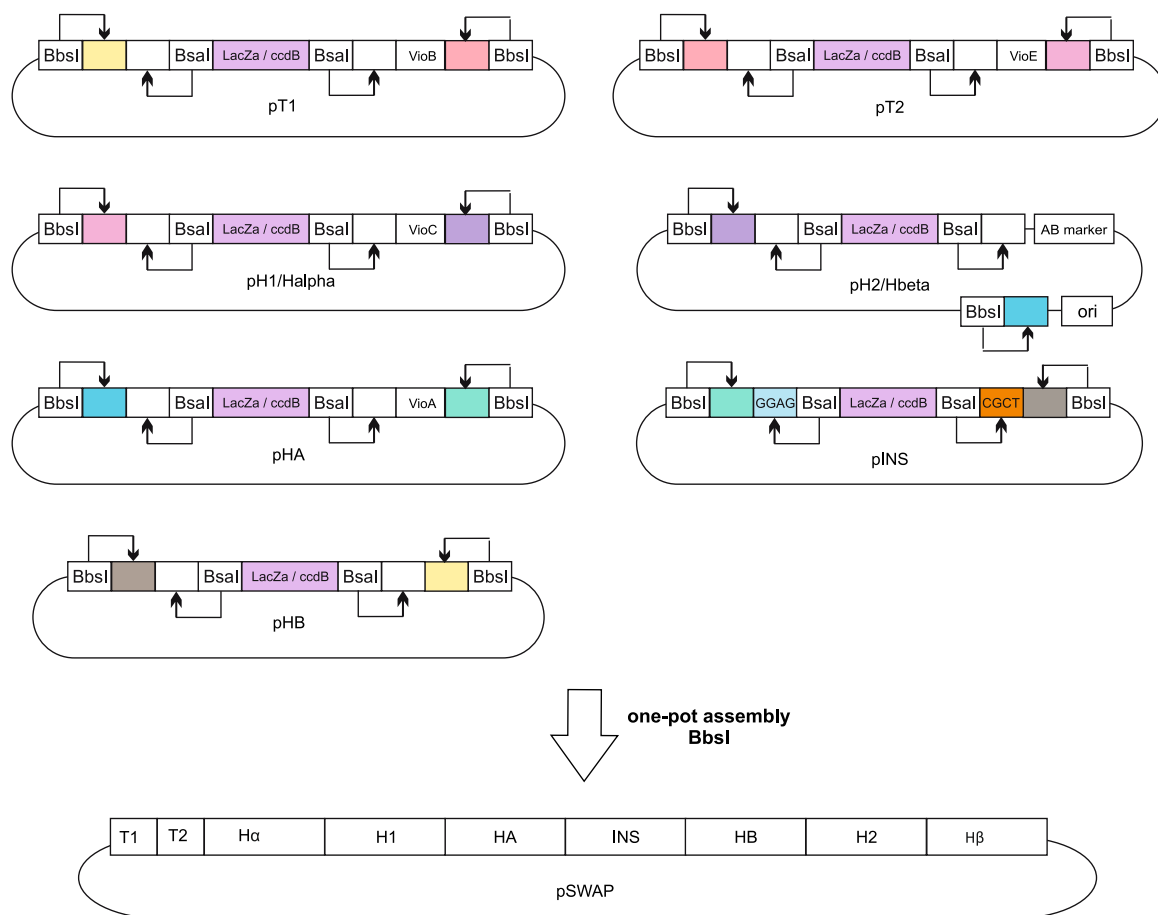 BbsI BsaI LacZa / ccdB BsaI VioB BbsI
pT1
BbsI BsaI LacZa / ccdB BsaI VioE BbsI
pT2
BbsI BsaI LacZa / ccdB BsaI VioC BbsI
pH1/Halpha
BbsI BsaI LacZa / ccdB BsaI AB marker
pH2/Hbeta
BbsI ori
BbsI BsaI LacZa / ccdB BsaI VioA BbsI
pHA
BbsI GGAG BsaI LacZa / ccdB BsaI CGCT BbsI
pINS
BbsI BsaI LacZa / ccdB BsaI BbsI
pHB
one-pot assembly
BbsI
T1 T2 Hα H1 HA INS HB H2 Hβ
pSWAP